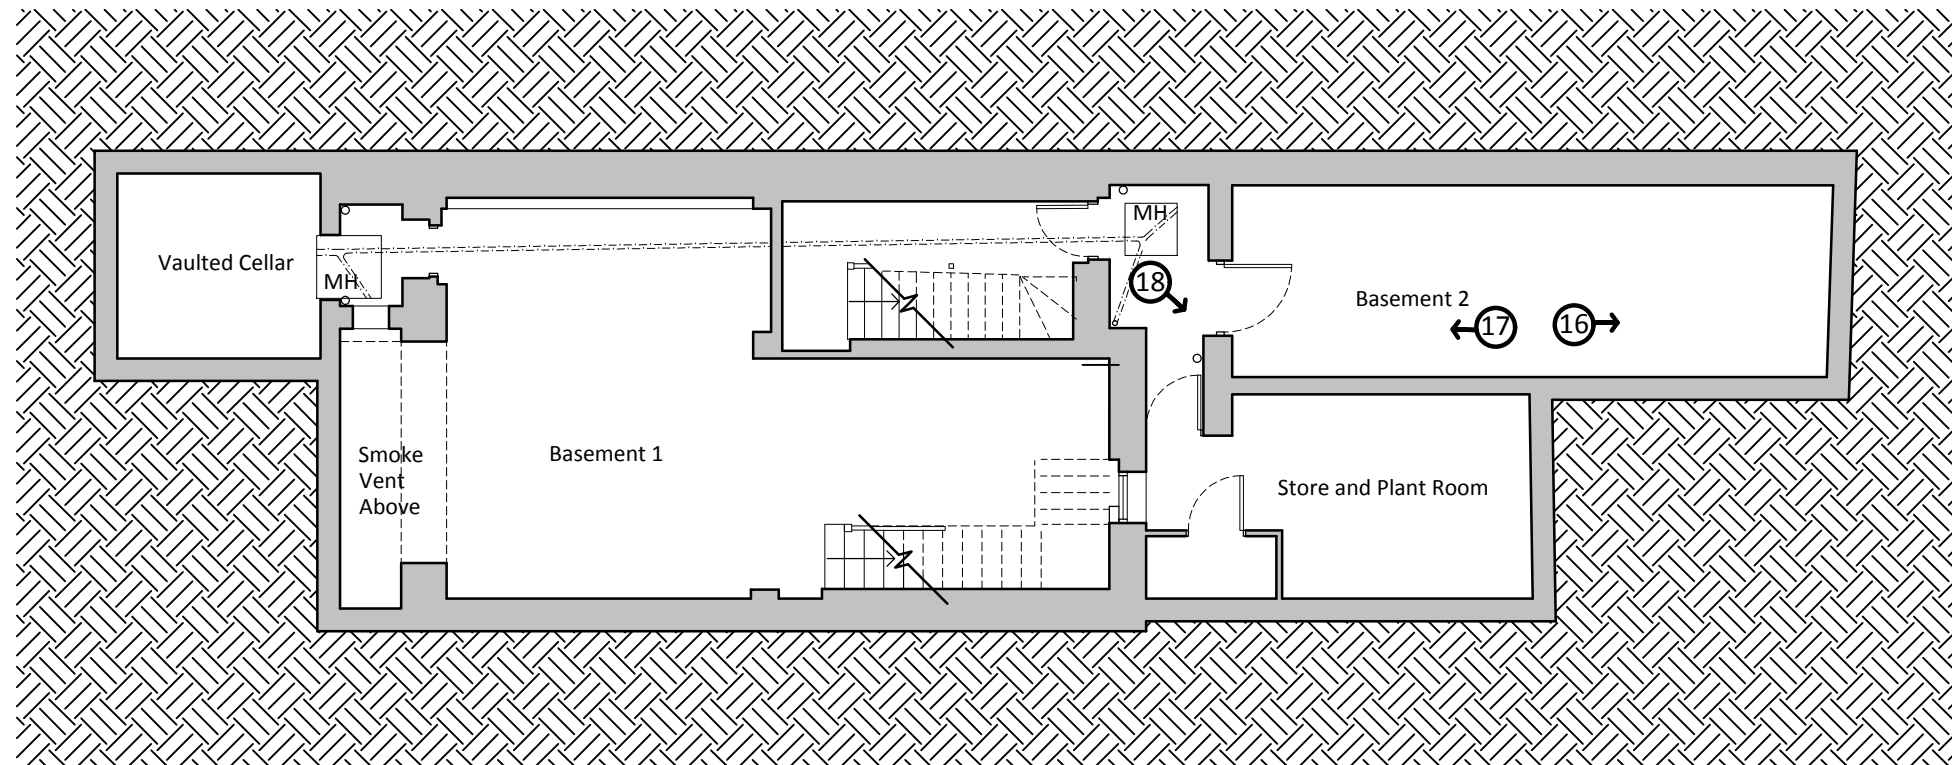 MH
Vaulted Cellar
MH
18
Basement 2
17
16
Smoke
Vent
Above
Basement 1
Store and Plant Room